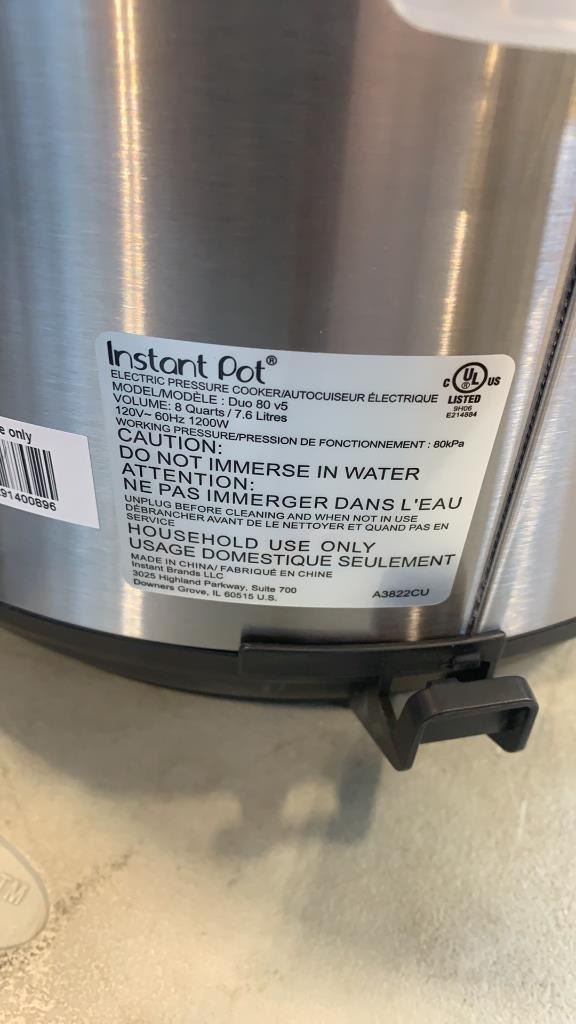 Instant Pot®
ELECTRIC PRESSURE COOKER/AUTOCUISEUR ÉLECTRIQUE
MODEL/MODÈLE : Duo 80 v5
VOLUME: 8 Quarts / 7.6 Litres
120V~ 60Hz 1200W
WORKING PRESSURE/PRESSION DE FONCTIONNEMENT : 80kPa
C UL US
LISTED
9H06
E214884
CAUTION:
DO NOT IMMERSE IN WATER
ATTENTION:
NE PAS IMMERGER DANS L'EAU
UNPLUG BEFORE CLEANING AND WHEN NOT IN USE
DÉBRANCHER AVANT DE LE NETTOYER ET QUAND PAS EN
SERVICE
HOUSEHOLD USE ONLY
USAGE DOMESTIQUE SEULEMENT
MADE IN CHINA/ FABRIQUÉ EN CHINE
Instant Brands LLC
3025 Highland Parkway, Suite 700
Downers Grove, IL 60515 U.S.
A3822CU
e only
91400896
TM